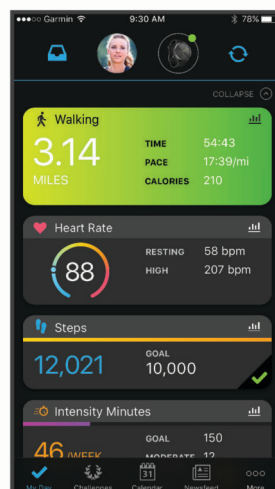 Garmin 9:30 AM 78%
COLLAPSE
Walking
3.14
MILES
TIME 54:43
PACE 17:39/mi
CALORIES 210
Heart Rate
88
RESTING 58 bpm
HIGH 207 bpm
Steps
12,021
GOAL
10,000
Intensity Minutes
46 /WEEK
GOAL 150
MODERATE 12
31
My Day Challenges Calendar Newsfeed More